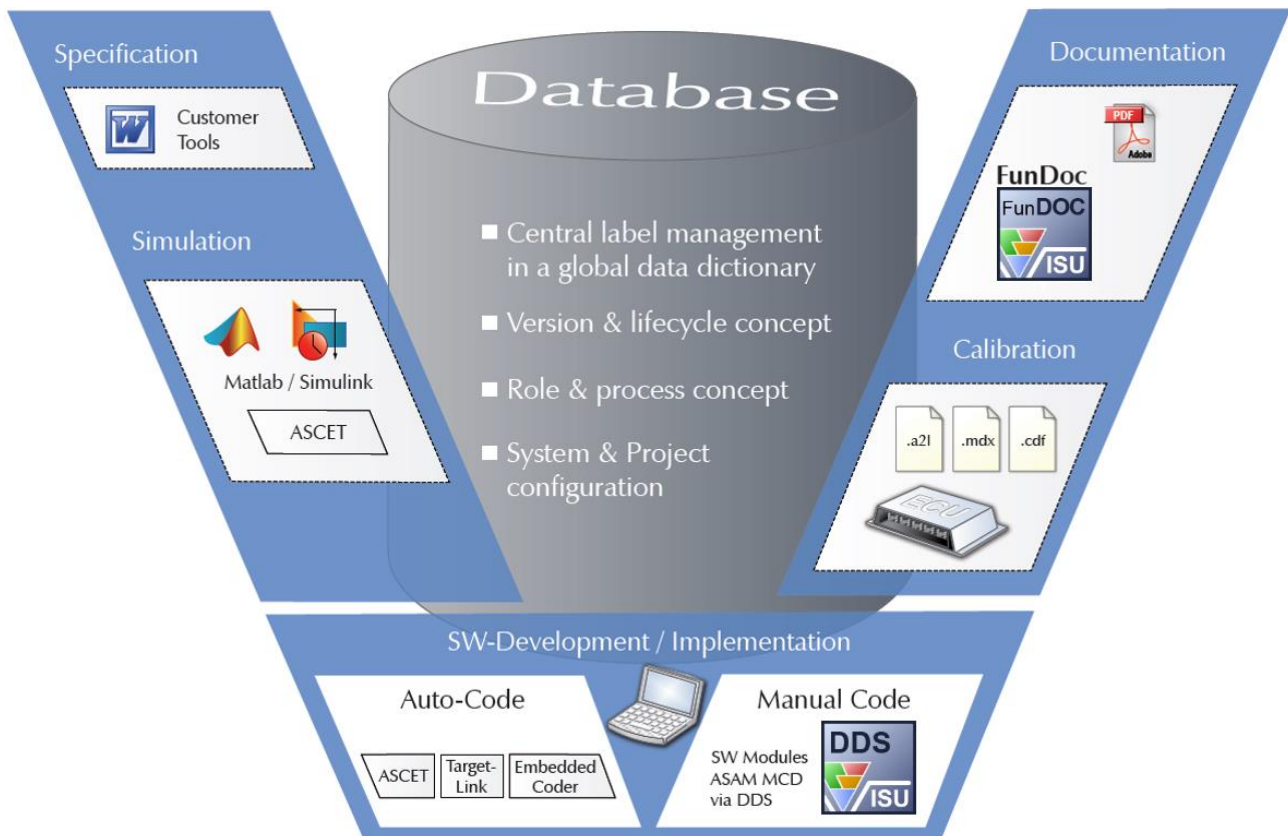 Specification
W
Customer
Tools
Simulation
Matlab / Simulink
ASCET
Database
Central label management
in a global data dictionary
Version & lifecycle concept
Role & process concept
System & Project
configuration
Documentation
PDF
Adobe
FunDoc
FunDOC
ISU
Calibration
.a2l
.mdx
.cdf
ECU
SW-Development / Implementation
Auto-Code
ASCET
Target-
Link
Embedded
Coder
Manual Code
SW Modules
ASAM MCD
via DDS
DDS
ISU